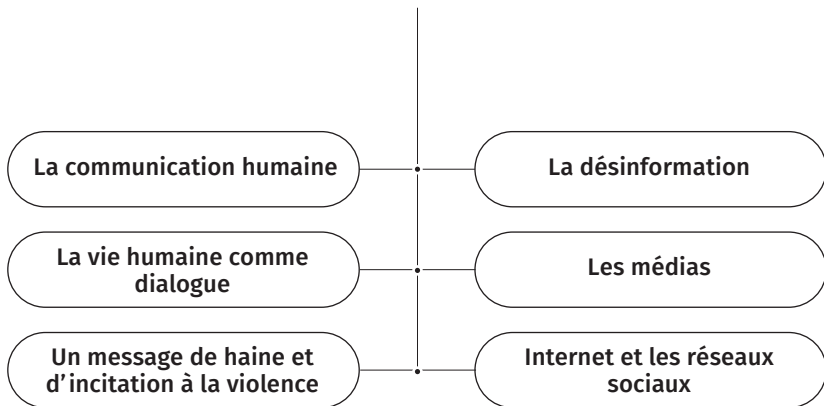 La communication humaine
La désinformation
La vie humaine comme
dialogue
Les médias
Un message de haine et
d'incitation à la violence
Internet et les réseaux
sociaux